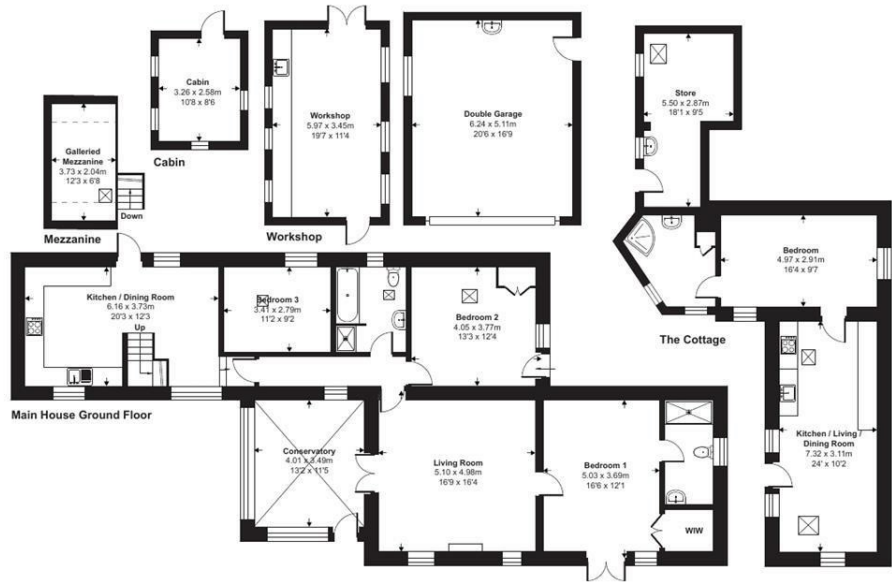 Cabin
3.26 x 2.58m
10'8 x 8'6
Cabin
Workshop
5.97 x 3.45m
19'7 x 11'4
Workshop
Double Garage
6.24 x 5.11m
20'6 x 16'9
Store
5.50 x 2.87m
18'1 x 9'5
Galleried
Mezzanine
3.73 x 2.04m
12'3 x 6'8
Down
Mezzanine
Bedroom
4.97 x 2.91m
16'4 x 9'7
The Cottage
Kitchen / Dining Room
6.16 x 3.73m
20'3 x 12'3
Up
Bedroom 3
3.41 x 2.79m
11'2 x 9'2
Bedroom 2
4.05 x 3.77m
13'3 x 12'4
Main House Ground Floor
Conservatory
4.01 x 3.49m
13'2 x 11'5
Living Room
5.10 x 4.98m
16'9 x 16'4
Bedroom 1
5.03 x 3.69m
16'6 x 12'1
WIW
Kitchen / Living /
Dining Room
7.32 x 3.11m
24' x 10'2